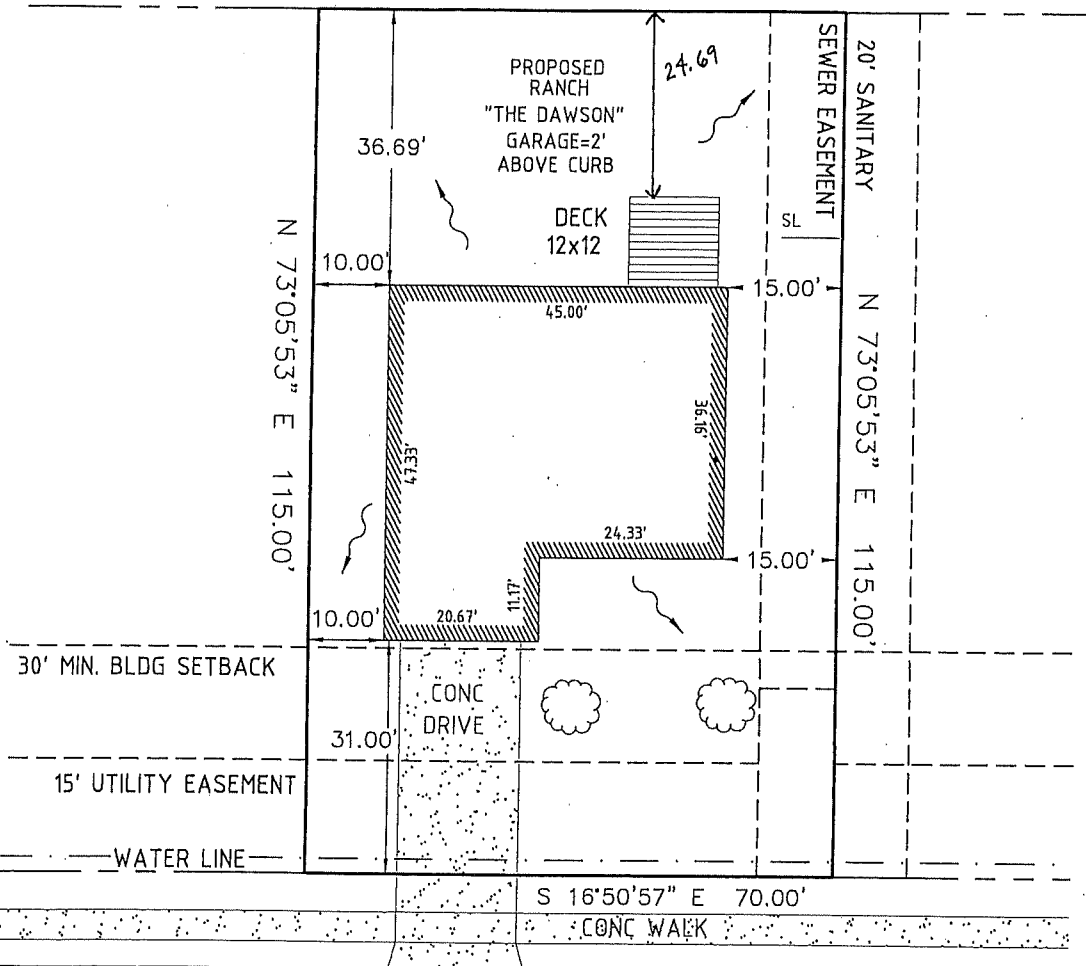 PROPOSED
RANCH
"THE DAWSON"
GARAGE=2'
ABOVE CURB
24.69
20' SANITARY
SEWER EASEMENT
36.69'
DECK
12x12
SL
10.00'
15.00'
45.00'
N 73°05'53" E 115.00'
N 73°05'53" E 115.00'
47.33'
36.16'
24.33'
15.00'
11.17'
20.67'
10.00'
30' MIN. BLDG SETBACK
CONC
DRIVE
31.00'
15' UTILITY EASEMENT
WATER LINE
S 16°50'57" E 70.00'
CONC WALK